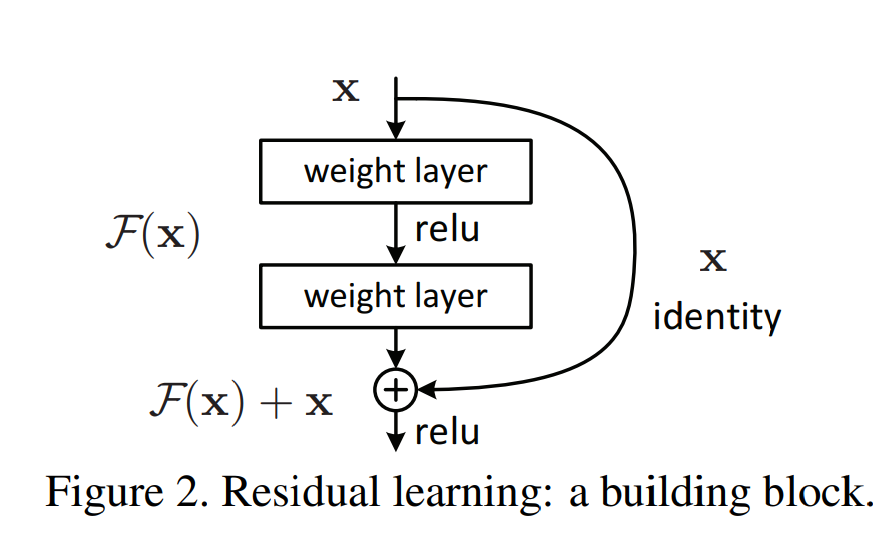 x
weight layer
F(x)
relu
x
weight layer
identity
F(x) + x
+
relu
Figure 2. Residual learning: a building block.